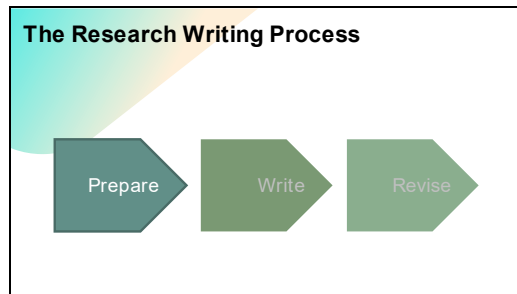 The Research Writing Process
Prepare
Write
Revise